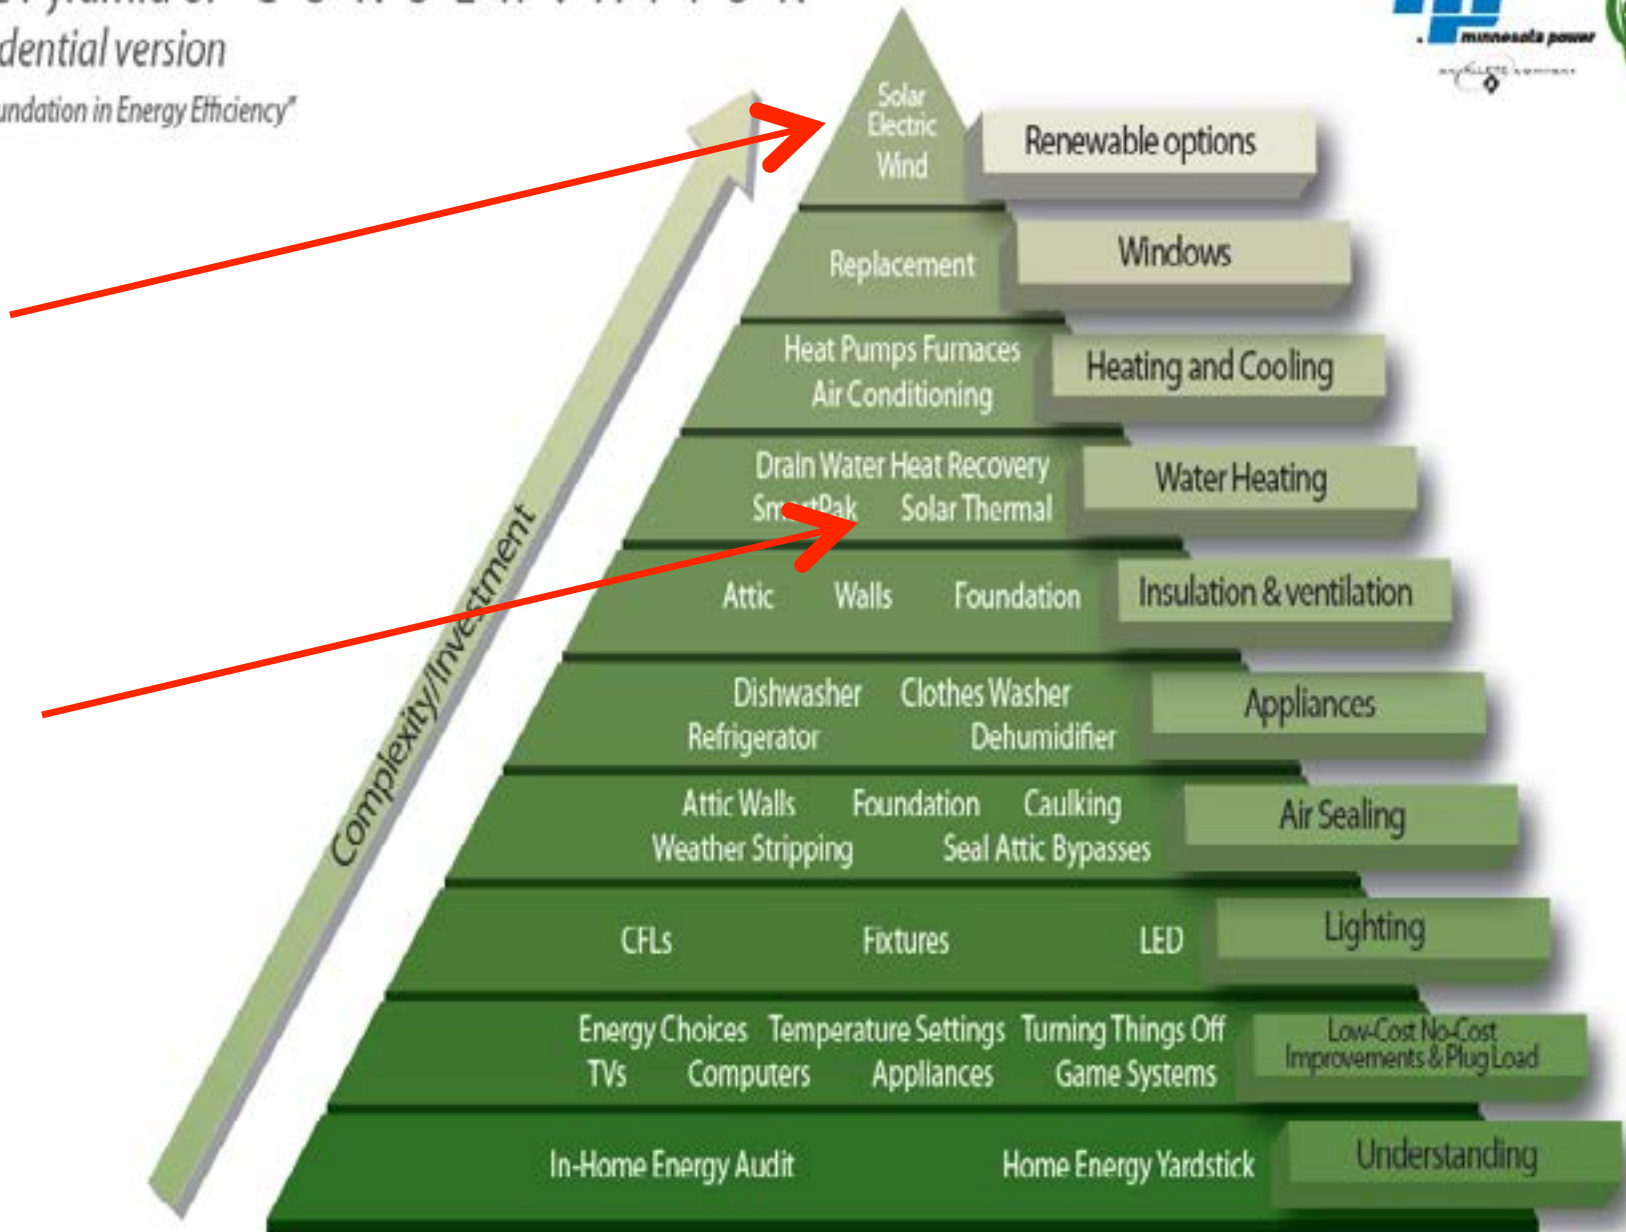 dential version
undation in Energy Efficiency"
minnesota power
Solar
Electric
Wind
Renewable options
Replacement
Windows
Heat Pumps Furnaces
Air Conditioning
Heating and Cooling
Drain Water Heat Recovery
SmartPak Solar Thermal
Water Heating
Attic Walls Foundation
Insulation & ventilation
Dishwasher Clothes Washer
Refrigerator Dehumidifier
Appliances
Attic Walls Foundation Caulking
Weather Stripping Seal Attic Bypasses
Air Sealing
CFLs Fixtures LED
Lighting
Energy Choices Temperature Settings Turning Things Off
TVs Computers Appliances Game Systems
Low-Cost No-Cost
Improvements & Plug Load
In-Home Energy Audit Home Energy Yardstick
Understanding
Complexity/Investment